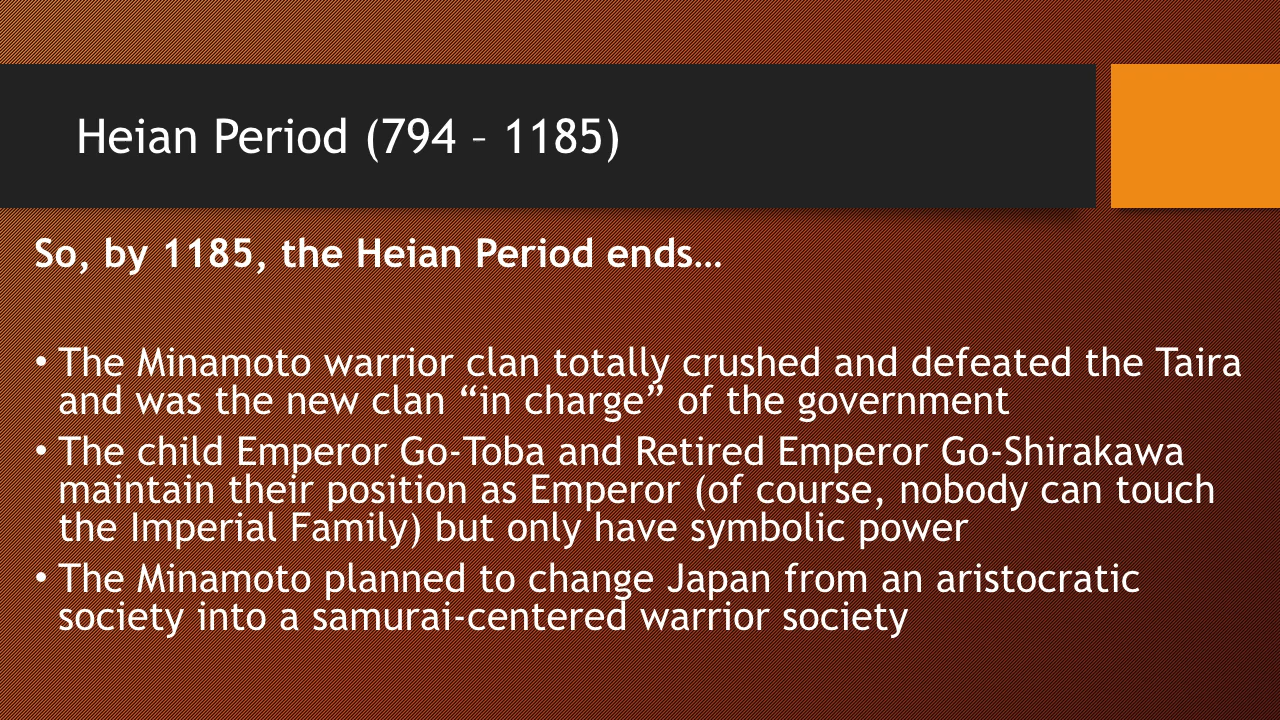 Heian Period (794 – 1185)
So, by 1185, the Heian Period ends…
• The Minamoto warrior clan totally crushed and defeated the Taira
and was the new clan “in charge” of the government
• The child Emperor Go-Toba and Retired Emperor Go-Shirakawa
maintain their position as Emperor (of course, nobody can touch
the Imperial Family) but only have symbolic power
• The Minamoto planned to change Japan from an aristocratic
society into a samurai-centered warrior society